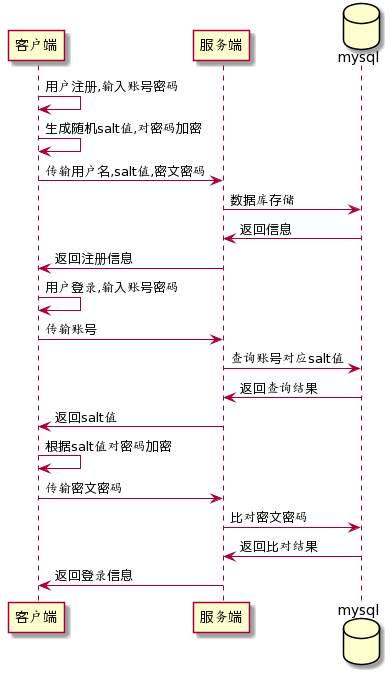 mysql
客户端
服务端
用户注册,输入账号密码
生成随机salt值,对密码加密
传输用户名,salt值,密文密码
数据库存储
返回信息
返回注册信息
用户登录,输入账号密码
传输账号
查询账号对应salt值
返回查询结果
返回salt值
根据salt值对密码加密
传输密文密码
比对密文密码
返回比对结果
返回登录信息
客户端
服务端
mysql